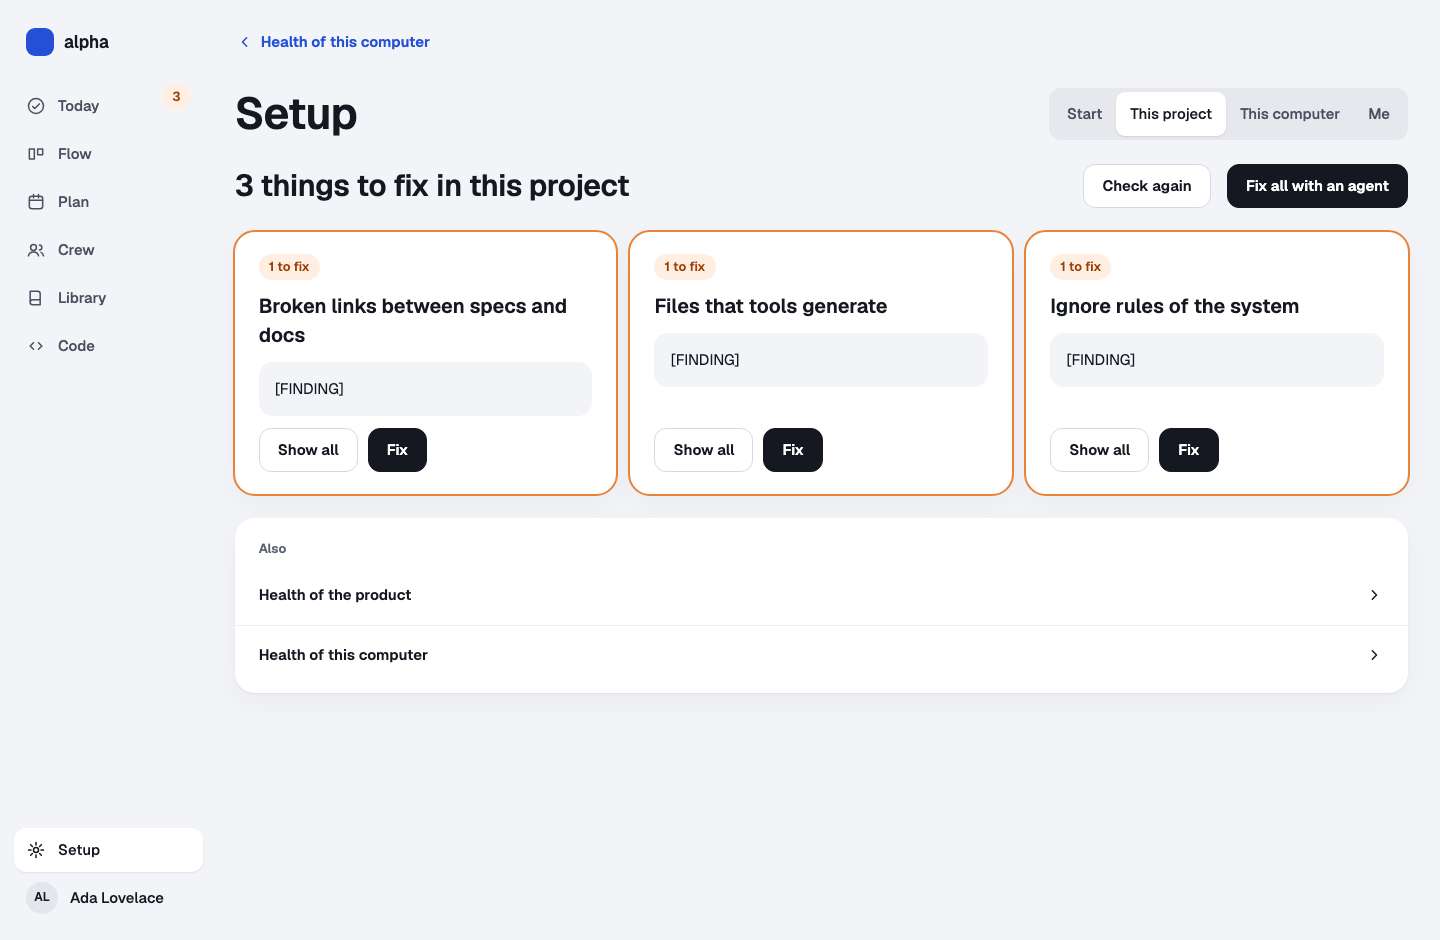 alpha
Health of this computer
Today
3
Flow
Plan
Crew
Library
Code
Setup
Start
This project
This computer
Me
3 things to fix in this project
Check again
Fix all with an agent
1 to fix
Broken links between specs and
docs
[FINDING]
Show all
Fix
1 to fix
Files that tools generate
[FINDING]
Show all
Fix
1 to fix
Ignore rules of the system
[FINDING]
Show all
Fix
Also
Health of the product
Health of this computer
Setup
AL
Ada Lovelace